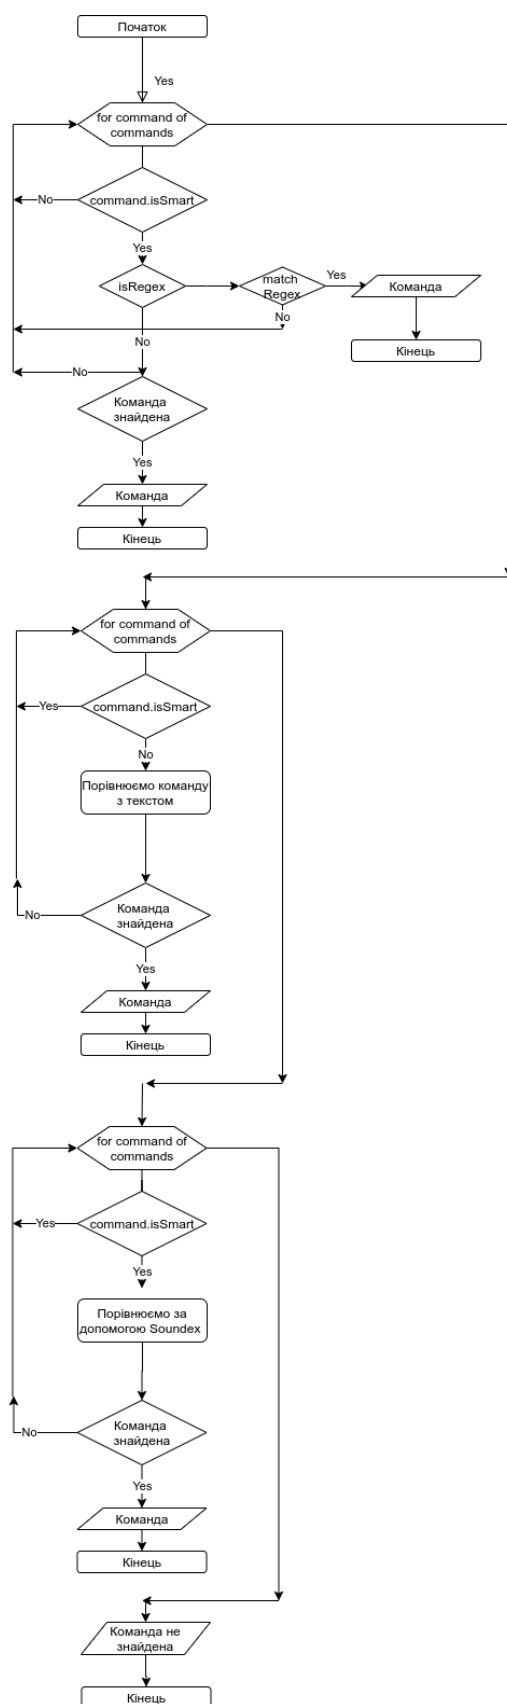 Початок
Yes
for command of
commands
No
command.isSmart
Yes
isRegex
match
Regex
Yes
Команда
No
Кінець
No
No
Команда
знайдена
Yes
Команда
Кінець
for command of
commands
Yes
command.isSmart
No
Порівнюємо команду
з текстом
Команда
знайдена
No
Yes
Команда
Кінець
for command of
commands
Yes
command.isSmart
Yes
Порівнюємо за
допомогою Soundex
Команда
знайдена
No
Yes
Команда
Кінець
Команда не
знайдена
Кінець